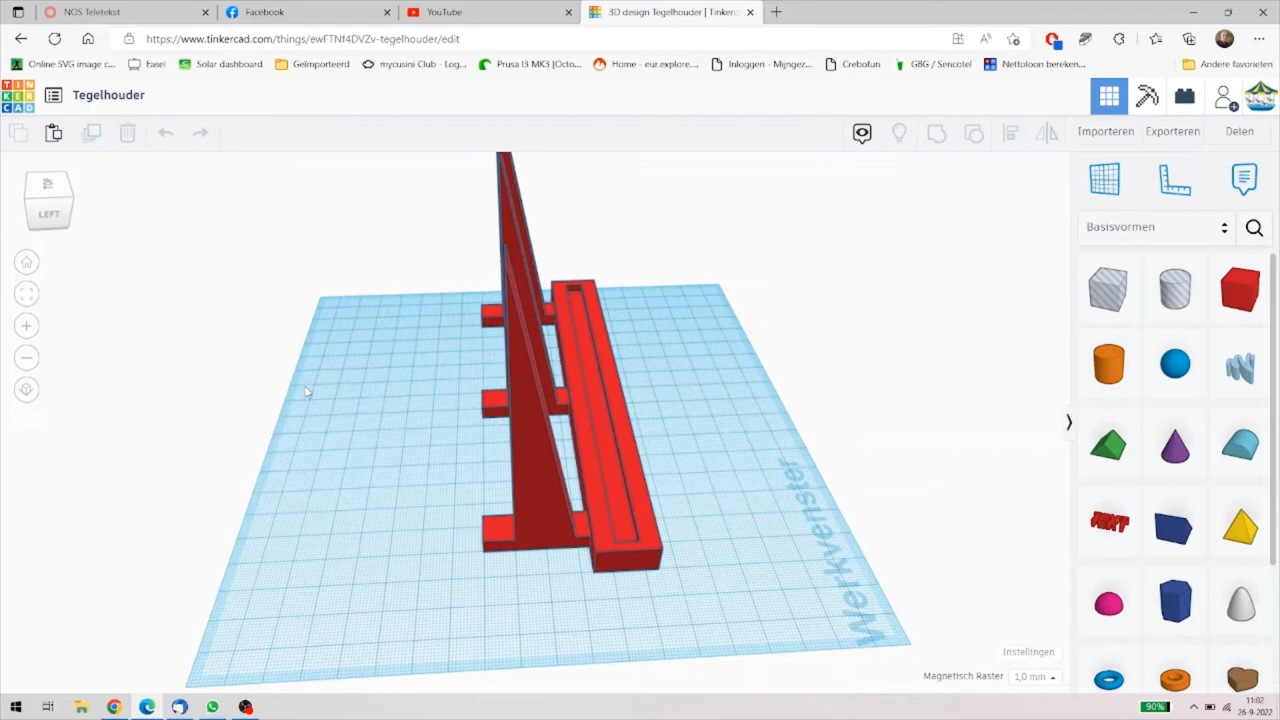 NOS Teletekst
Facebook
YouTube
3D design Tegelhouder | Tinkerc
https://www.tinkercad.com/things/ewFTNf4DVZv-tegelhouder/edit
Online SVG image c...
Easel
Solar dashboard
Geïmporteerd
mycusini Club - Log...
Prusa I3 MK3 [Octo...
Home - eur.explore....
Inloggen - Mijngez...
Crebofun
GBG / Sencotel
Nettoloon bereken...
Andere favorieten
TIN
KER
CAD
Tegelhouder
Importeren
Exporteren
Delen
LEFT
Basisvormen
TEXT
Werkvenster
Instellingen
Magnetisch Raster
1,0 mm
90%
11:02
26-9-2022